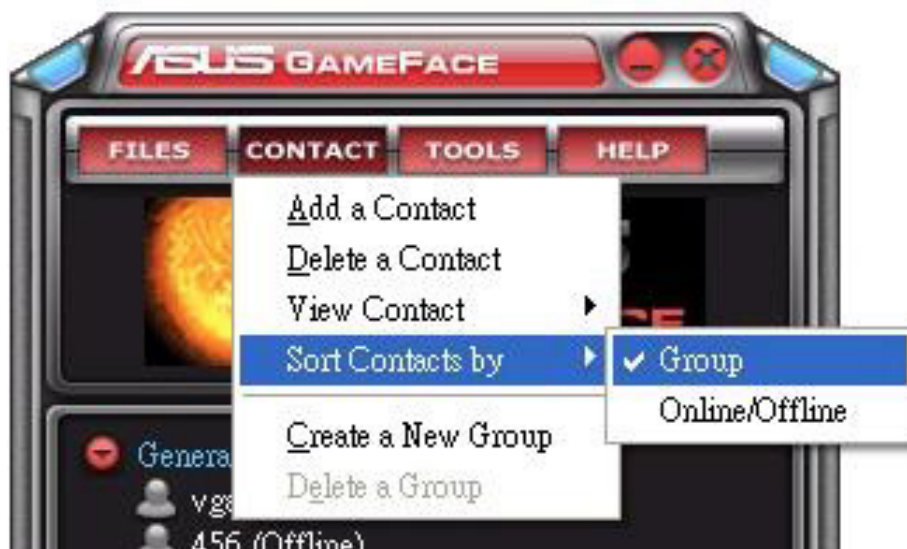 ASUS GAMEFACE
FILES CONTACT TOOLS HELP
Add a Contact
Delete a Contact
View Contact
Sort Contacts by
Group
Online/Offline
Create a New Group
Delete a Group
456 (Offline)